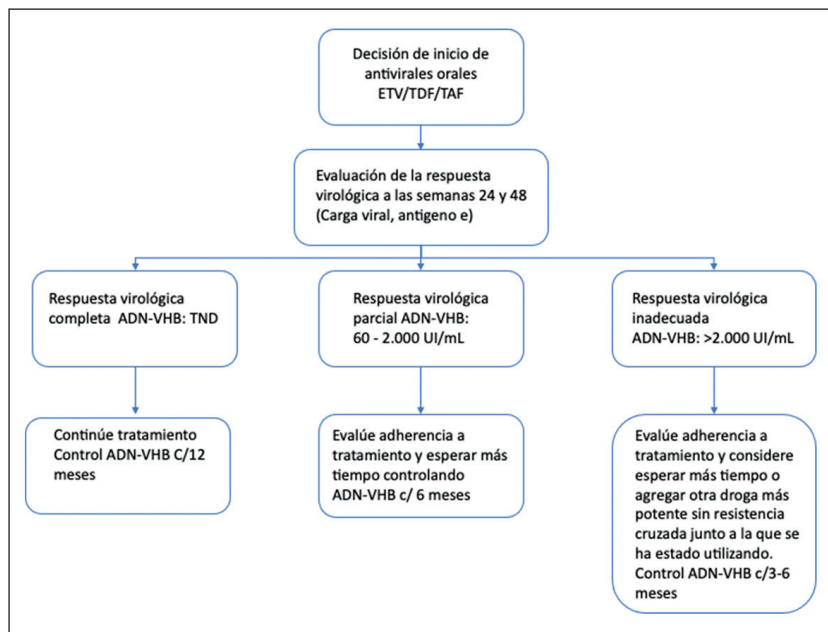 Decisión de inicio de
antivirales orales
ETV/TDF/TAF
Evaluación de la respuesta
virológica a las semanas 24 y 48
(Carga viral, antigeno e)
Respuesta virológica
completa ADN-VHB: TND
Respuesta virológica
parcial ADN-VHB:
60 - 2.000 UI/mL
Respuesta virológica
inadecuada
ADN-VHB: >2.000 UI/mL
Continúe tratamiento
Control ADN-VHB C/12
meses
Evalúe adherencia a
tratamiento y esperar más
tiempo controlando
ADN-VHB c/ 6 meses
Evalúe adherencia a
tratamiento y considere
esperar más tiempo o
agregar otra droga más
potente sin resistencia
cruzada junto a la que se
ha estado utilizando.
Control ADN-VHB c/3-6
meses